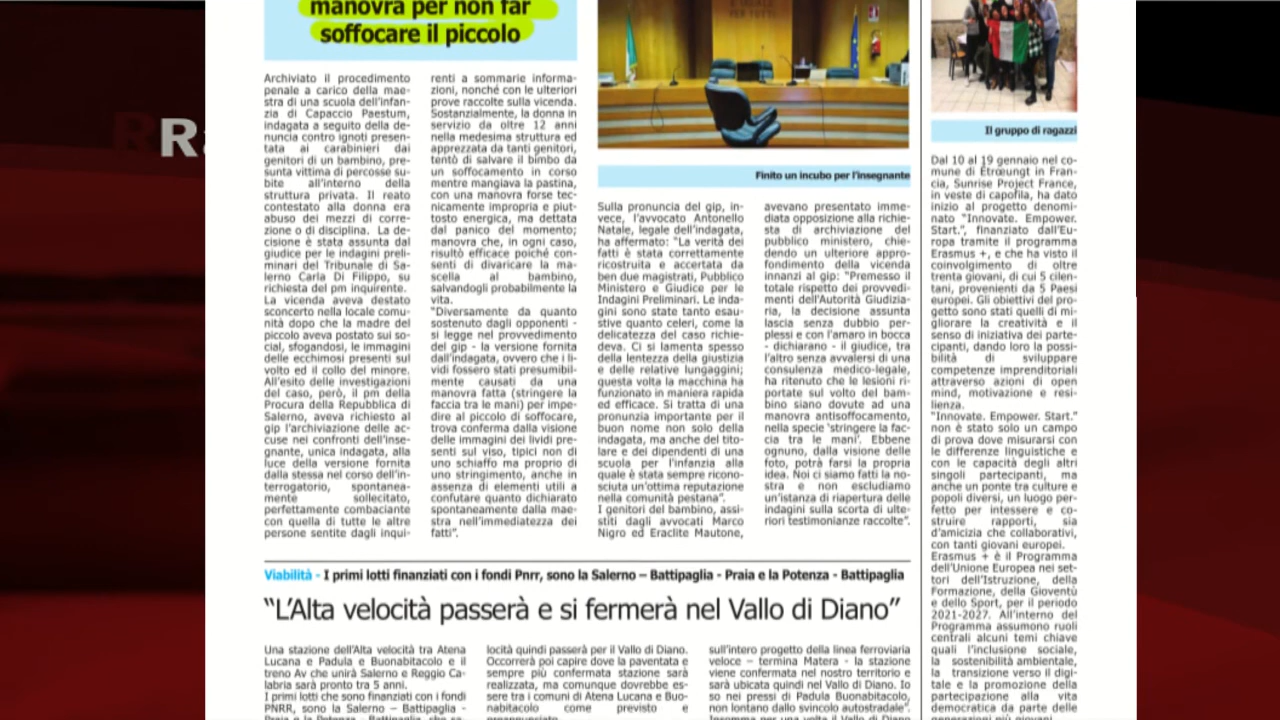 manovra per non far
soffocare il piccolo
RRa
Archiviato il procedimento
penale a carico della mae-
stra di una scuola dell'infan-
zia di Capaccio Paestum,
indagata a seguito della de-
nuncia contro ignoti presen-
tata ai carabinieri dai
genitori di un bambino, pre-
sunta vittima di percosse su-
bite all'interno della
struttura privata. Il reato
contestato alla donna era
abuso dei mezzi di corre-
zione o di disciplina. La de-
cisione è stata assunta dal
giudice per le indagini preli-
minari del Tribunale di Sa-
lerno Carla Di Filippo, su
richiesta del pm inquirente.
La vicenda aveva destato
sconcerto nella locale comu-
nità dopo che la madre del
piccolo aveva postato sui so-
cial, sfogandosi, le immagini
delle ecchimosi presenti sul
volto ed il collo del minore.
All'esito delle investigazioni
del caso, però, il pm della
Procura della Repubblica di
Salerno, aveva richiesto al
gip l'archiviazione delle ac-
cuse nei confronti dell'inse-
gnante, unica indagata, alla
luce della versione fornita
dalla stessa nel corso dell'in-
terrogatorio, spontanea-
mente sollecitato,
perfettamente combaciante
con quella di tutte le altre
persone sentite dagli inqui-
renti a sommarie informa-
zioni, nonché con le ulteriori
prove raccolte sulla vicenda.
Sostanzialmente, la donna in
servizio da oltre 12 anni
nella medesima struttura ed
apprezzata da tanti genitori,
tentò di salvare il bimbo da
un soffocamento in corso
mentre mangiava la pastina,
con una manovra forse tec-
nicamente impropria e piut-
tosto energica, ma dettata
dal panico del momento;
manovra che, in ogni caso,
risultò efficace poiché con-
sentì di divaricare la ma-
scella al bambino,
salvandogli probabilmente la
vita.
"Diversamente da quanto
sostenuto dagli opponenti -
si legge nel provvedimento
del gip - la versione fornita
dall'indagata, ovvero che i li-
vidi fossero stati presumibil-
mente causati da una
manovra fatta (stringere la
faccia tra le mani) per impe-
dire al piccolo di soffocare,
trova conferma dalla visione
delle immagini dei lividi pre-
senti sul viso, tipici non di
uno schiaffo ma proprio di
uno stringimento, anche in
assenza di elementi utili a
confutare quanto dichiarato
spontaneamente dalla mae-
stra nell'immediatezza dei
fatti".
Finito un incubo per l'insegnante
Sulla pronuncia del gip, in-
vece, l'avvocato Antonello
Natale, legale dell'indagata,
ha affermato: "La verità dei
fatti è stata correttamente
ricostruita e accertata da
ben due magistrati, Pubblico
Ministero e Giudice per le
Indagini Preliminari. Le inda-
gini sono state tanto esau-
stive quanto celeri, come la
delicatezza del caso richie-
deva. Ci si lamenta spesso
della lentezza della giustizia
e delle relative lungaggini;
questa volta la macchina ha
funzionato in maniera rapida
ed efficace. Si tratta di una
pronunzia importante per il
buon nome non solo della
indagata, ma anche del tito-
lare e dei dipendenti di una
scuola per l'infanzia alla
quale è stata sempre ricono-
sciuta un'ottima reputazione
nella comunità pestana".
I genitori del bambino, assi-
stiti dagli avvocati Marco
Nigro ed Eraclite Mautone,
avevano presentato imme-
diata opposizione alla richie-
sta di archiviazione del
pubblico ministero, chie-
dendo un ulteriore appro-
fondimento della vicenda
innanzi al gip: "Premesso il
totale rispetto dei provvedi-
menti dell'Autorità Giudizia-
ria, la decisione assunta
lascia senza dubbio per-
plessi e con l'amaro in bocca
- dichiarano - il giudice, tra
l'altro senza avvalersi di una
consulenza medico-legale,
ha ritenuto che le lesioni ri-
portate sul volto del bam-
bino siano dovute ad una
manovra antisoffocamento,
nella specie 'stringere la fac-
cia tra le mani'. Ebbene
ognuno, dalla visione delle
foto, potrà farsi la propria
idea. Noi ci siamo fatti la no-
stra e non escludiamo
un'istanza di riapertura delle
indagini sulla scorta di ulte-
riori testimonianze raccolte".
Il gruppo di ragazzi
Dal 10 al 19 gennaio nel co-
mune di Etrœungt in Fran-
cia, Sunrise Project France,
in veste di capofila, ha dato
inizio al progetto denomi-
nato "Innovate. Empower.
Start.", finanziato dall'Eu-
ropa tramite il programma
Erasmus +, e che ha visto il
coinvolgimento di oltre
trenta giovani, di cui 5 cilen-
tani, provenienti da 5 Paesi
europei. Gli obiettivi del pro-
getto sono stati quelli di mi-
gliorare la creatività e il
senso di iniziativa dei parte-
cipanti, dando loro la possi-
bilità di sviluppare
competenze imprenditoriali
attraverso azioni di open
mind, motivazione e resi-
lienza.
"Innovate. Empower. Start."
non è stato solo un campo
di prova dove misurarsi con
le differenze linguistiche e
con le capacità degli altri
singoli partecipanti, ma
anche un ponte tra culture e
popoli diversi, un luogo per-
fetto per intessere e co-
struire rapporti, sia
d'amicizia che collaborativi,
con tanti giovani europei.
Erasmus + è il Programma
dell'Unione Europea nei set-
tori dell'Istruzione, della
Formazione, della Gioventù
e dello Sport, per il periodo
2021-2027. All'interno del
Programma assumono ruoli
centrali alcuni temi chiave
quali l'inclusione sociale,
la sostenibilità ambientale,
la transizione verso il digi-
tale e la promozione della
partecipazione alla vita
democratica da parte delle
generazioni più giovani.
Viabilità - I primi lotti finanziati con i fondi Pnrr, sono la Salerno – Battipaglia - Praia e la Potenza - Battipaglia
"L'Alta velocità passerà e si fermerà nel Vallo di Diano"
Una stazione dell'Alta velocità tra Atena
Lucana e Padula e Buonabitacolo e il
treno Av che unirà Salerno e Reggio Ca-
labria sarà pronto tra 5 anni.
I primi lotti che sono finanziati con i fondi
PNRR, sono la Salerno – Battipaglia -
Praia e la Potenza - Battipaglia che sa-
locità quindi passerà per il Vallo di Diano.
Occorrerà poi capire dove la paventata e
sempre più confermata stazione sarà
realizzata, ma comunque dovrebbe es-
sere tra i comuni di Atena Lucana e Buo-
nabitacolo come previsto e
preannunciato.
sull'intero progetto della linea ferroviaria
veloce – termina Matera - la stazione
viene confermata nel nostro territorio e
sarà ubicata quindi nel Vallo di Diano. Io
so nei pressi di Padula Buonabitacolo,
non lontano dallo svincolo autostradale".
Insomma per una volta il Vallo di Diano